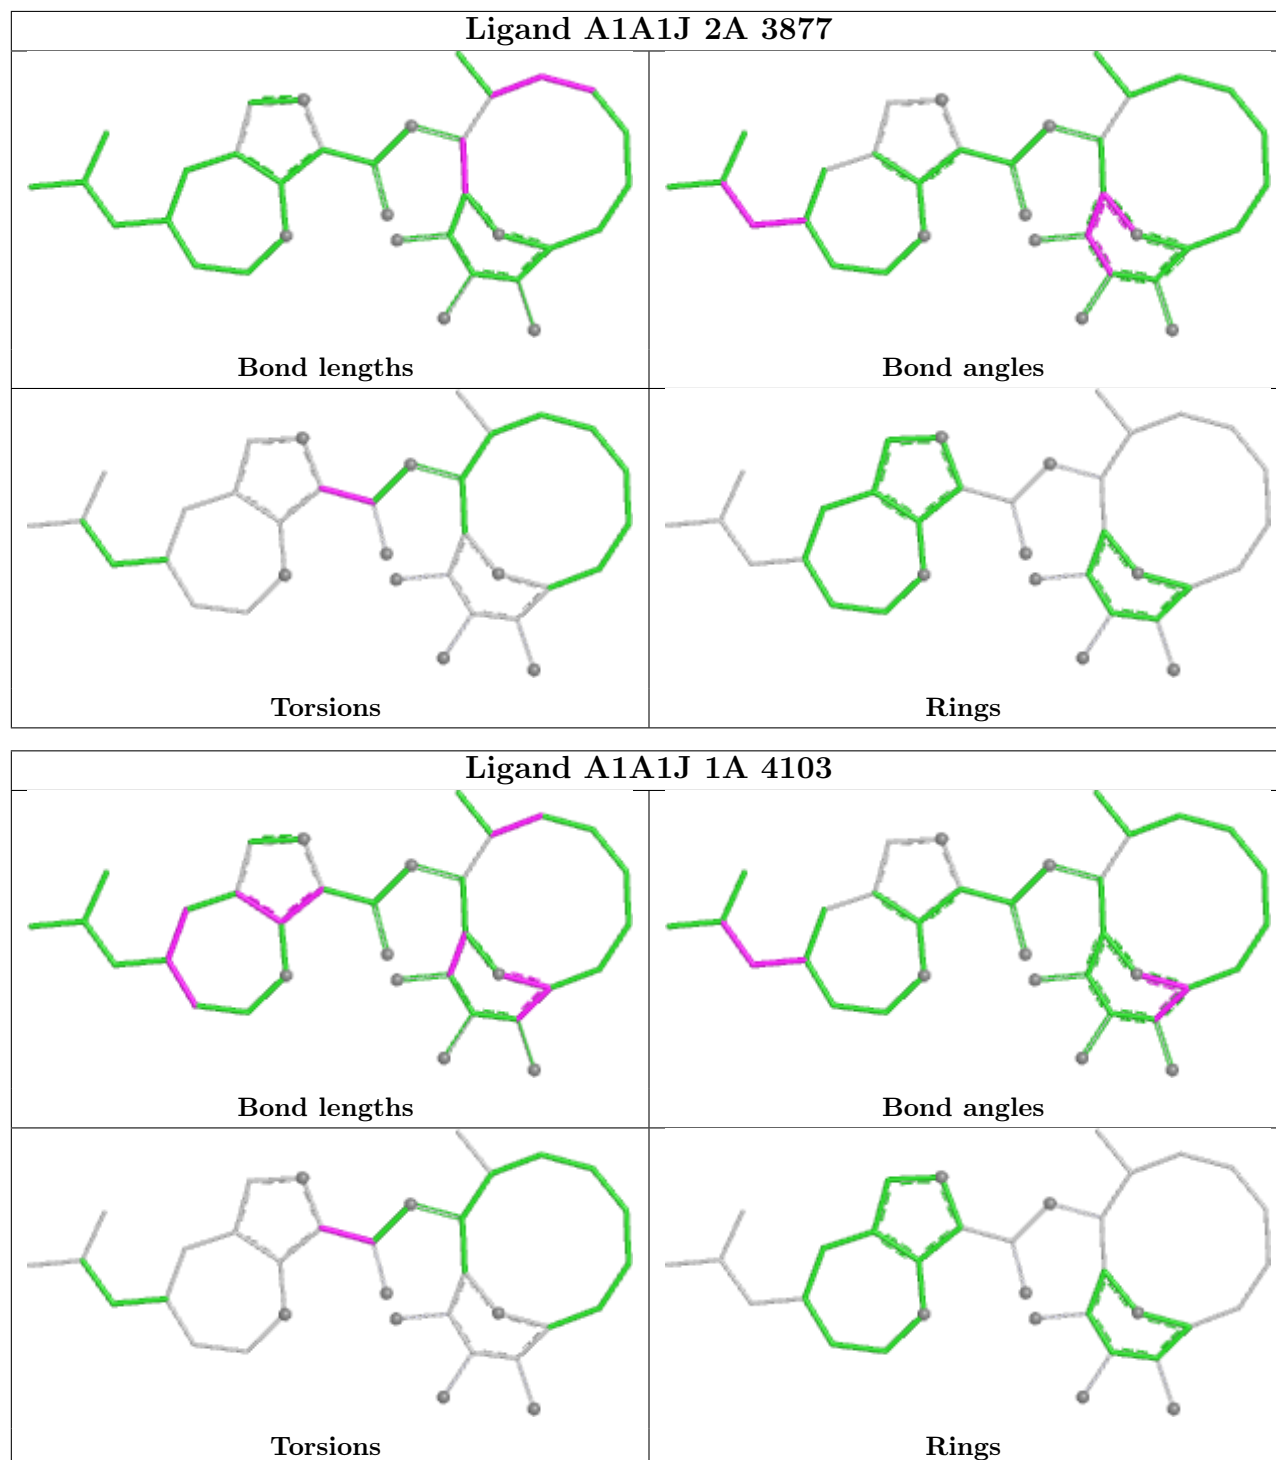 Ligand A1A1J 2A 3877
Bond lengths
Bond angles
Torsions
Rings
Ligand A1A1J 1A 4103
Bond lengths
Bond angles
Torsions
Rings